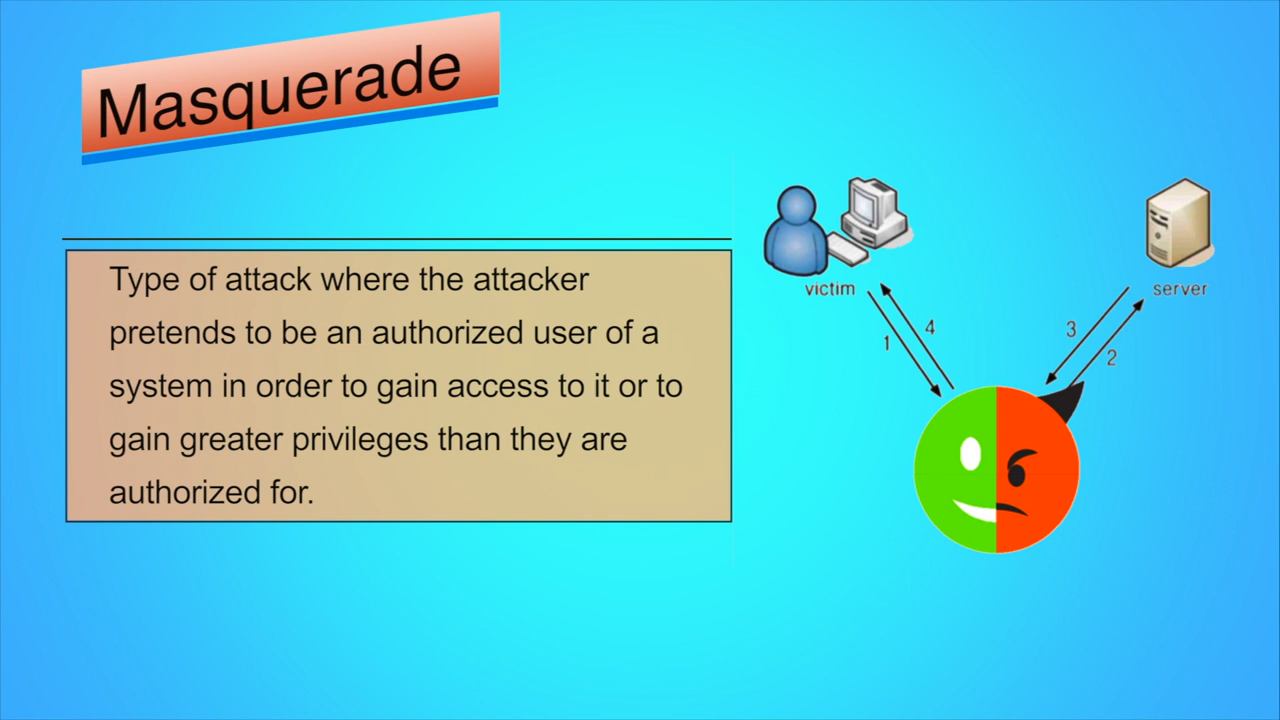 Masquerade
Type of attack where the attacker
pretends to be an authorized user of a
system in order to gain access to it or to
gain greater privileges than they are
authorized for.
victim
server
1
4
3
2